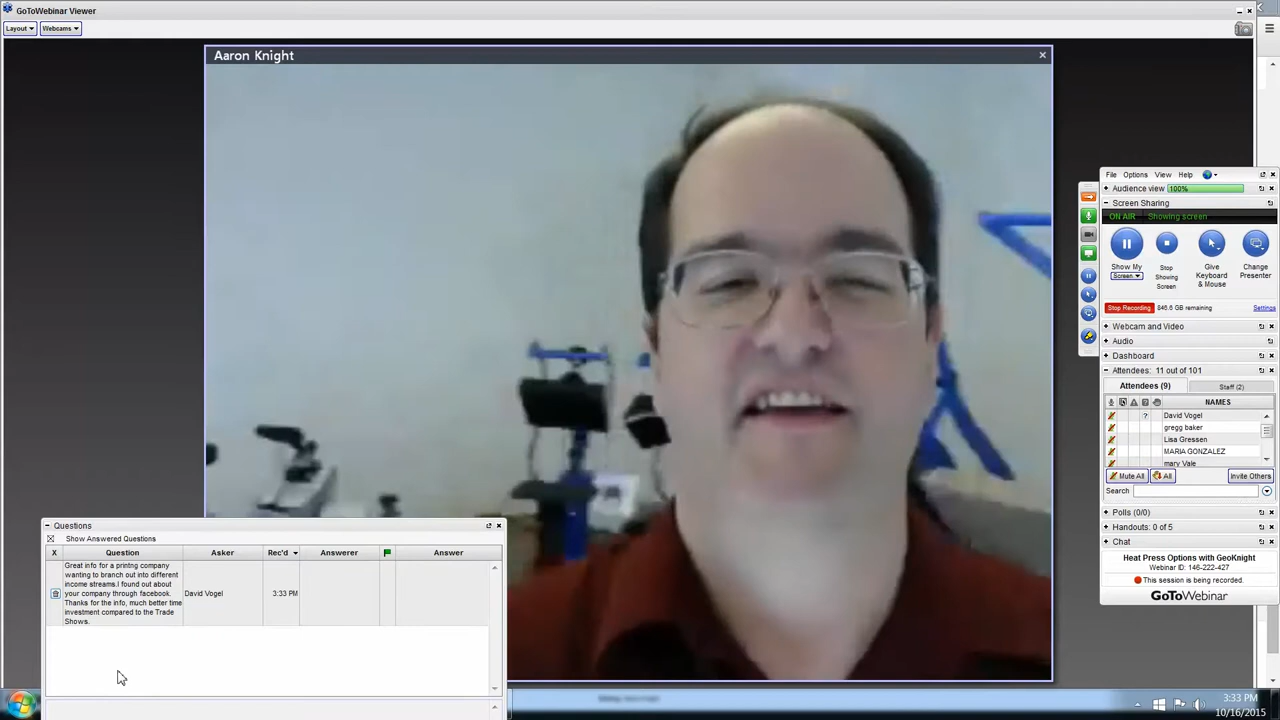 GoToWebinar Viewer
Layout
Webcams
Aaron Knight
File Options View Help
Audience view 100%
Screen Sharing
ON AIR Showing screen
Show My
Screen
Stop
Showing
Screen
Give
Keyboard
& Mouse
Change
Presenter
Stop Recording 846.6 GB remaining Settings
Webcam and Video
Audio
Dashboard
Attendees: 11 out of 101
Attendees (9) Staff (2)
NAMES
David Vogel
gregg baker
Lisa Gressen
MARIA GONZALEZ
mary Vale
Mute All All Invite Others
Search
Polls (0/0)
Handouts: 0 of 5
Chat
Heat Press Options with GeoKnight
Webinar ID: 146-222-427
This session is being recorded.
GoToWebinar
Questions
Show Answered Questions
X Question Asker Rec'd Answerer Answer
Great info for a printng company
wanting to branch out into different
income streams.I found out about
your company through facebook.
Thanks for the info, much better time
investment compared to the Trade
Shows.
David Vogel
3:33 PM
3:33 PM
10/16/2015